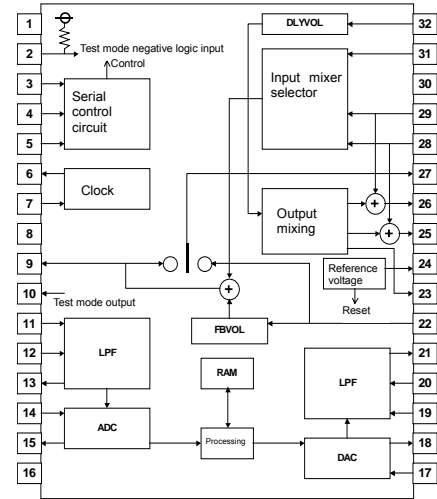 1
2
3
4
5
6
7
8
9
10
11
12
13
14
15
16
Test mode negative logic input
Control
Serial
control
circuit
Clock
Test mode output
LPF
ADC
DLYVOL
Input mixer
selector
+
+
Output
mixing
Reference
voltage
Reset
+
FBVOL
RAM
Processing
LPF
DAC
32
31
30
29
28
27
26
25
24
23
22
21
20
19
18
17